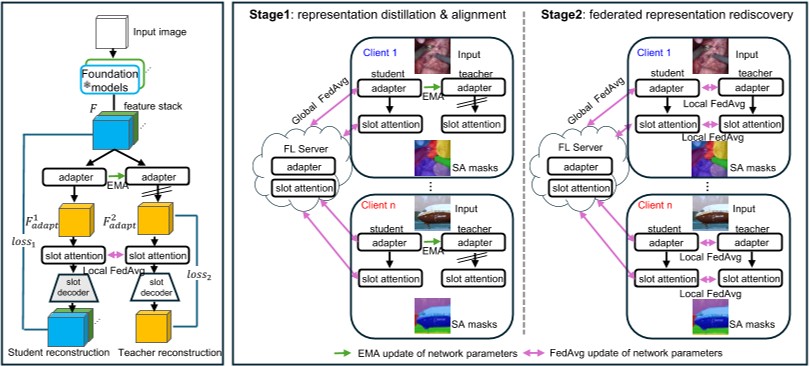 Input image
Foundation
models
F
feature stack
adapter
EMA
adapter
F¹adapt
F²adapt
loss₁
slot attention
slot attention
Local FedAvg
loss₂
slot decoder
slot decoder
Student reconstruction
Teacher reconstruction
Stage1: representation distillation & alignment
Client 1
Input
student
teacher
adapter
EMA
adapter
slot attention
slot attention
SA masks
Global FedAvg
FL Server
adapter
slot attention
Client n
Input
student
teacher
adapter
EMA
adapter
slot attention
slot attention
SA masks
Stage2: federated representation rediscovery
Client 1
Input
student
teacher
adapter
adapter
Local FedAvg
slot attention
slot attention
Local FedAvg
SA masks
Global FedAvg
FL Server
adapter
slot attention
Client n
Input
student
teacher
adapter
adapter
Local FedAvg
slot attention
slot attention
Local FedAvg
SA masks
EMA update of network parameters
FedAvg update of network parameters